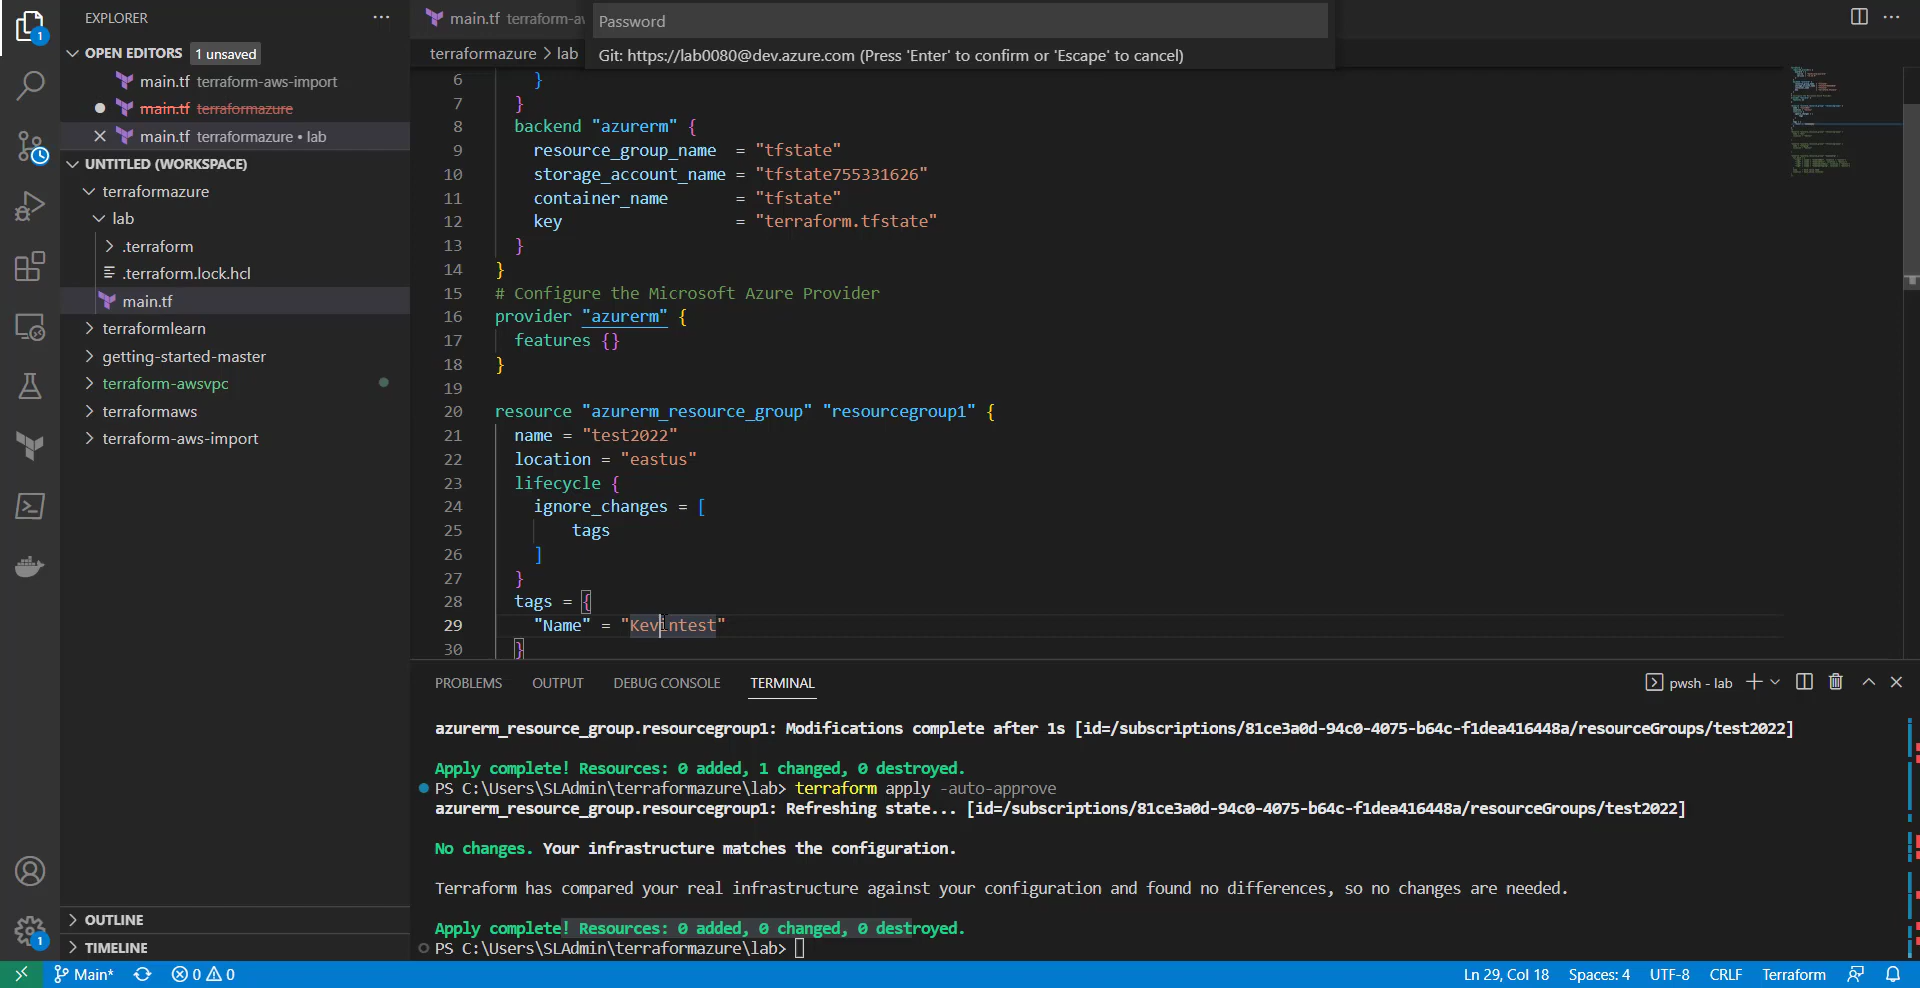 EXPLORER
OPEN EDITORS 1 unsaved
main.tf terraform-aws-import
main.tf terraformazure
main.tf terraformazure • lab
UNTITLED (WORKSPACE)
terraformazure
lab
.terraform
.terraform.lock.hcl
main.tf
terraformlearn
getting-started-master
terraform-awsvpc
terraformaws
terraform-aws-import
OUTLINE
TIMELINE
1
1
main.tf terraform-aw
Password
Git: https://lab0080@dev.azure.com (Press 'Enter' to confirm or 'Escape' to cancel)
terraformazure > lab
6 }
7 }
8 backend "azurerm" {
9 resource_group_name = "tfstate"
10 storage_account_name = "tfstate755331626"
11 container_name = "tfstate"
12 key = "terraform.tfstate"
13 }
14 }
15 # Configure the Microsoft Azure Provider
16 provider "azurerm" {
17 features {}
18 }
19
20 resource "azurerm_resource_group" "resourcegroup1" {
21 name = "test2022"
22 location = "eastus"
23 lifecycle {
24 ignore_changes = [
25 tags
26 ]
27 }
28 tags = {
29 "Name" = "Kevintest"
30 }
PROBLEMS OUTPUT DEBUG CONSOLE TERMINAL
pwsh - lab
azurerm_resource_group.resourcegroup1: Modifications complete after 1s [id=/subscriptions/81ce3a0d-94c0-4075-b64c-f1dea416448a/resourceGroups/test2022]
Apply complete! Resources: 0 added, 1 changed, 0 destroyed.
PS C:\Users\SLAdmin\terraformazure\lab> terraform apply -auto-approve
azurerm_resource_group.resourcegroup1: Refreshing state... [id=/subscriptions/81ce3a0d-94c0-4075-b64c-f1dea416448a/resourceGroups/test2022]
No changes. Your infrastructure matches the configuration.
Terraform has compared your real infrastructure against your configuration and found no differences, so no changes are needed.
Apply complete! Resources: 0 added, 0 changed, 0 destroyed.
PS C:\Users\SLAdmin\terraformazure\lab>
Main* 0 0
Ln 29, Col 18 Spaces: 4 UTF-8 CRLF Terraform